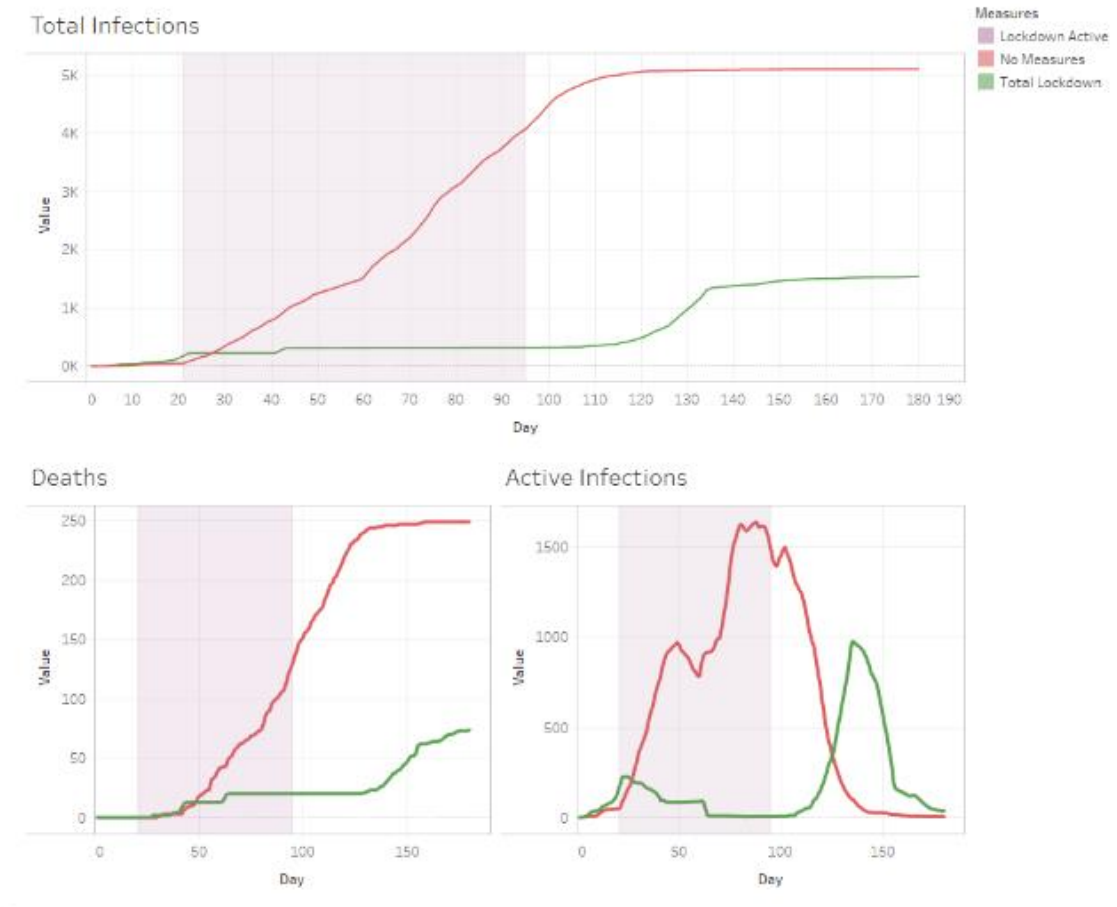 Total Infections
Measures
Lockdown Active
No Measures
Total Lockdown
5K
4K
3K
2K
1K
0K
Value
0 10 20 30 40 50 60 70 80 90 100 110 120 130 140 150 160 170 180 190
Day
Deaths
250
200
150
100
50
0
Value
0 50 100 150
Day
Active Infections
1500
1000
500
0
Value
0 50 100 150
Day